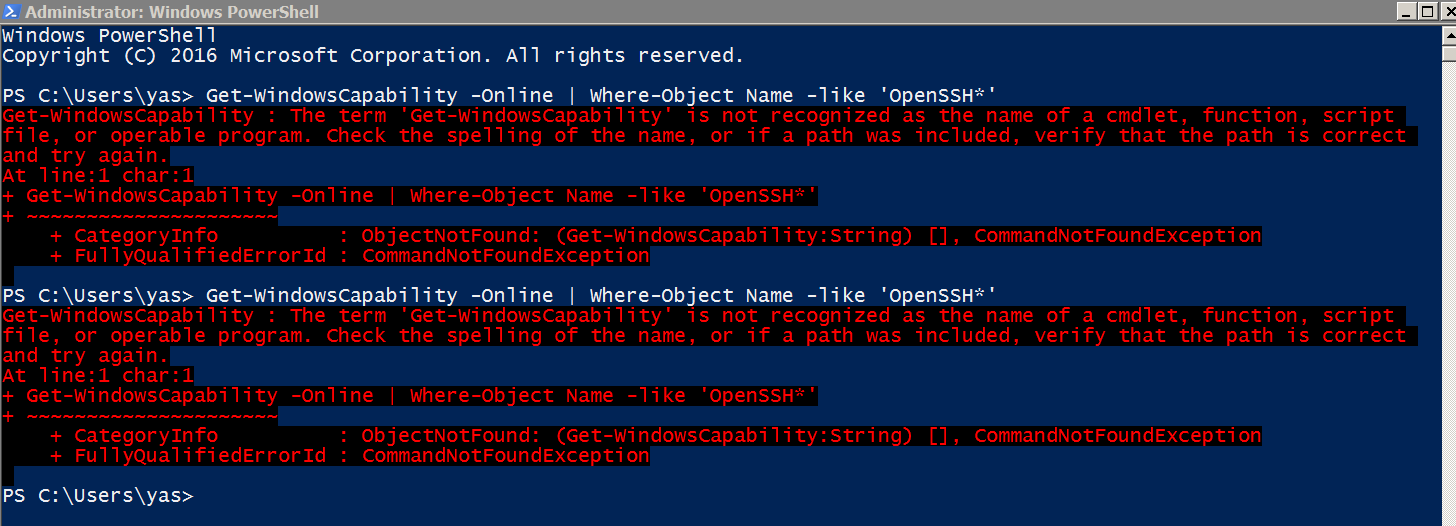 Administrator: Windows PowerShell
Windows PowerShell
Copyright (C) 2016 Microsoft Corporation. All rights reserved.
PS C:\Users\yas> Get-WindowsCapability -Online | Where-Object Name -like 'OpenSSH*'
Get-WindowsCapability : The term 'Get-WindowsCapability' is not recognized as the name of a cmdlet, function, script
file, or operable program. Check the spelling of the name, or if a path was included, verify that the path is correct
and try again.
At line:1 char:1
+ Get-WindowsCapability -Online | Where-Object Name -like 'OpenSSH*'
+ ~~~~~~~~~~~~~~~~~~~~~
    + CategoryInfo          : ObjectNotFound: (Get-WindowsCapability:String) [], CommandNotFoundException
    + FullyQualifiedErrorId : CommandNotFoundException
PS C:\Users\yas> Get-WindowsCapability -Online | Where-Object Name -like 'OpenSSH*'
Get-WindowsCapability : The term 'Get-WindowsCapability' is not recognized as the name of a cmdlet, function, script
file, or operable program. Check the spelling of the name, or if a path was included, verify that the path is correct
and try again.
At line:1 char:1
+ Get-WindowsCapability -Online | Where-Object Name -like 'OpenSSH*'
+ ~~~~~~~~~~~~~~~~~~~~~
    + CategoryInfo          : ObjectNotFound: (Get-WindowsCapability:String) [], CommandNotFoundException
    + FullyQualifiedErrorId : CommandNotFoundException
PS C:\Users\yas>